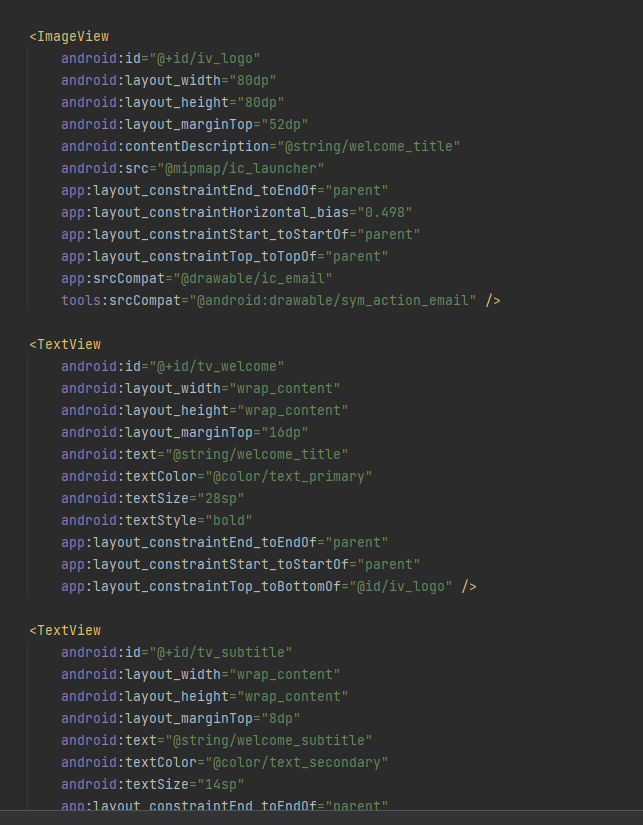 <ImageView
android:id="@+id/iv_logo"
android:layout_width="80dp"
android:layout_height="80dp"
android:layout_marginTop="52dp"
android:contentDescription="@string/welcome_title"
android:src="@mipmap/ic_launcher"
app:layout_constraintEnd_toEndOf="parent"
app:layout_constraintHorizontal_bias="0.498"
app:layout_constraintStart_toStartOf="parent"
app:layout_constraintTop_toTopOf="parent"
app:srcCompat="@drawable/ic_email"
tools:srcCompat="@android:drawable/sym_action_email" />
<TextView
android:id="@+id/tv_welcome"
android:layout_width="wrap_content"
android:layout_height="wrap_content"
android:layout_marginTop="16dp"
android:text="@string/welcome_title"
android:textColor="@color/text_primary"
android:textSize="28sp"
android:textStyle="bold"
app:layout_constraintEnd_toEndOf="parent"
app:layout_constraintStart_toStartOf="parent"
app:layout_constraintTop_toBottomOf="@id/iv_logo" />
<TextView
android:id="@+id/tv_subtitle"
android:layout_width="wrap_content"
android:layout_height="wrap_content"
android:layout_marginTop="8dp"
android:text="@string/welcome_subtitle"
android:textColor="@color/text_secondary"
android:textSize="14sp"
app:layout_constraintEnd_toEndOf="parent"